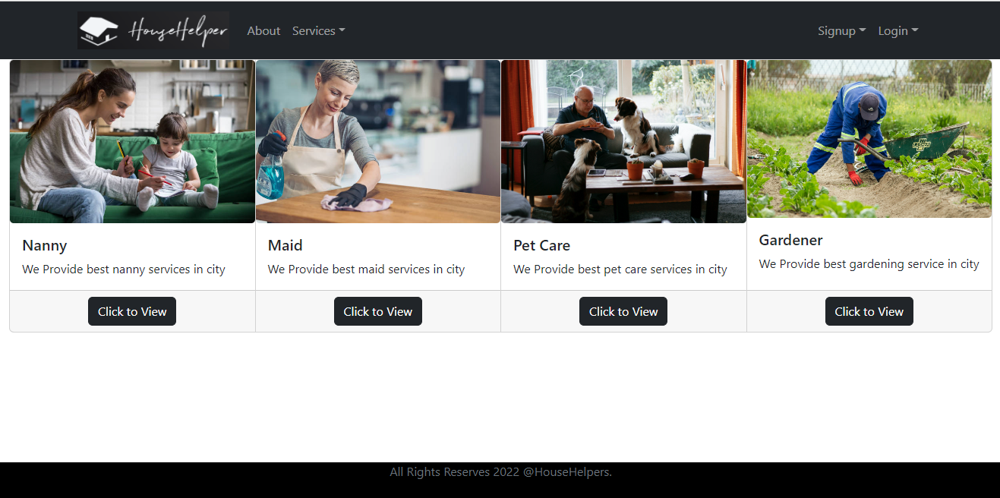 HouseHelper
About
Services
Signup
Login
Nanny
We Provide best nanny services in city
Click to View
Maid
We Provide best maid services in city
Click to View
Pet Care
We Provide best pet care services in city
Click to View
Gardener
We Provide best gardening service in city
Click to View
All Rights Reserves 2022 @HouseHelpers.